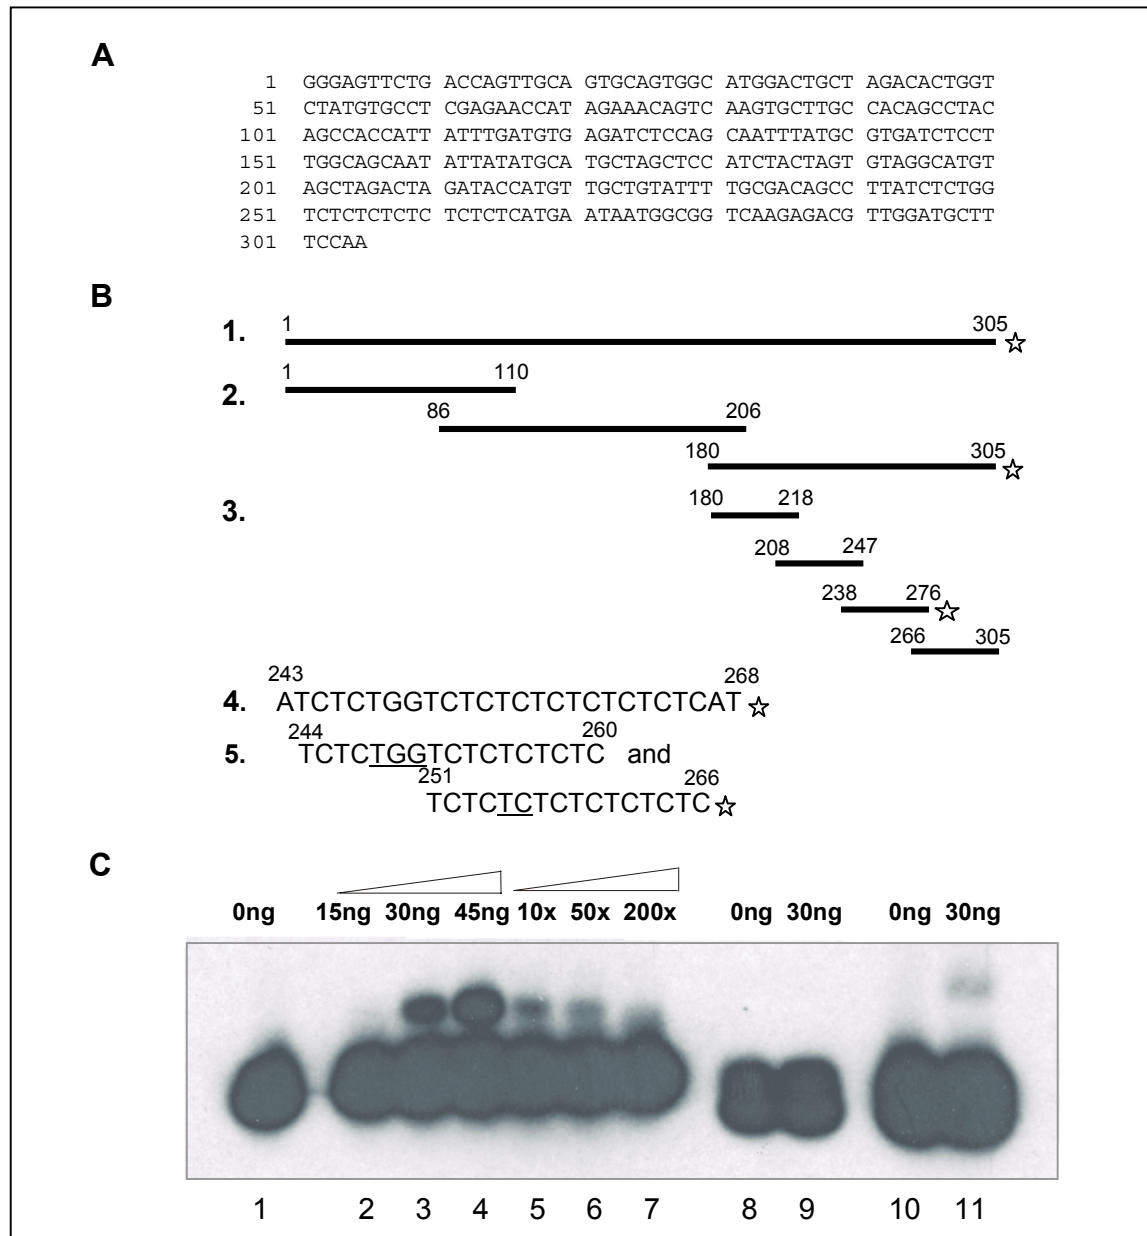 A
1 GGGAGTTCTG ACCAGTTGCA GTGCAGTGGC ATGGACTGCT AGACACTGGT
51 CTATGTGCCT CGAGAACCAT AGAAACAGTC AAGTGCTTGC CACAGCCTAC
101 AGCCACCATT ATTTGATGTG AGATCTCCAG CAATTTATGC GTGATCTCCT
151 TGGCAGCAAT ATTATATGCA TGCTAGCTCC ATCTACTAGT GTAGGCATGT
201 AGCTAGACTA GATACCATGT TGCTGTATTT TGCGACAGCC TTATCTCTGG
251 TCTCTCTCTC TCTCTCATGA ATAATGGCGG TCAAGAGACG TTGGATGCTT
301 TCCAA
B
1. 1 305
2. 1 110
86 206
180 305
3. 180 218
208 247
238 276
266 305
243 268
4. ATCTCTGGTCTCTCTCTCTCTCTCAT
244 260
5. TCTCTGGTCTCTCTCTC and
251 266
TCTCTCTCTCTCTCTC
C
0ng 15ng 30ng 45ng 10x 50x 200x 0ng 30ng 0ng 30ng
1 2 3 4 5 6 7 8 9 10 11